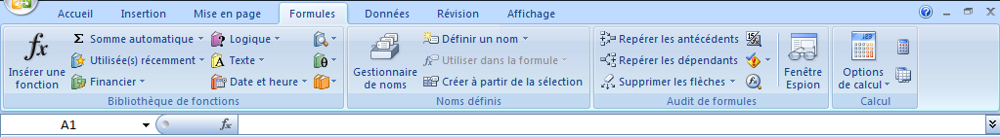 Accueil Insertion Mise en page Formules Données Révision Affichage
fx Σ Somme automatique Logique Définir un nom Repérer les antécédents
Insérer une fonction Utilisée(s) récemment A Texte θ Gestionnaire de noms fx Utiliser dans la formule Repérer les dépendants Fenêtre Espion Options de calcul
Financier Date et heure Créer à partir de la sélection Supprimer les flèches fx
Bibliothèque de fonctions Noms définis Audit de formules Calcul
A1 fx